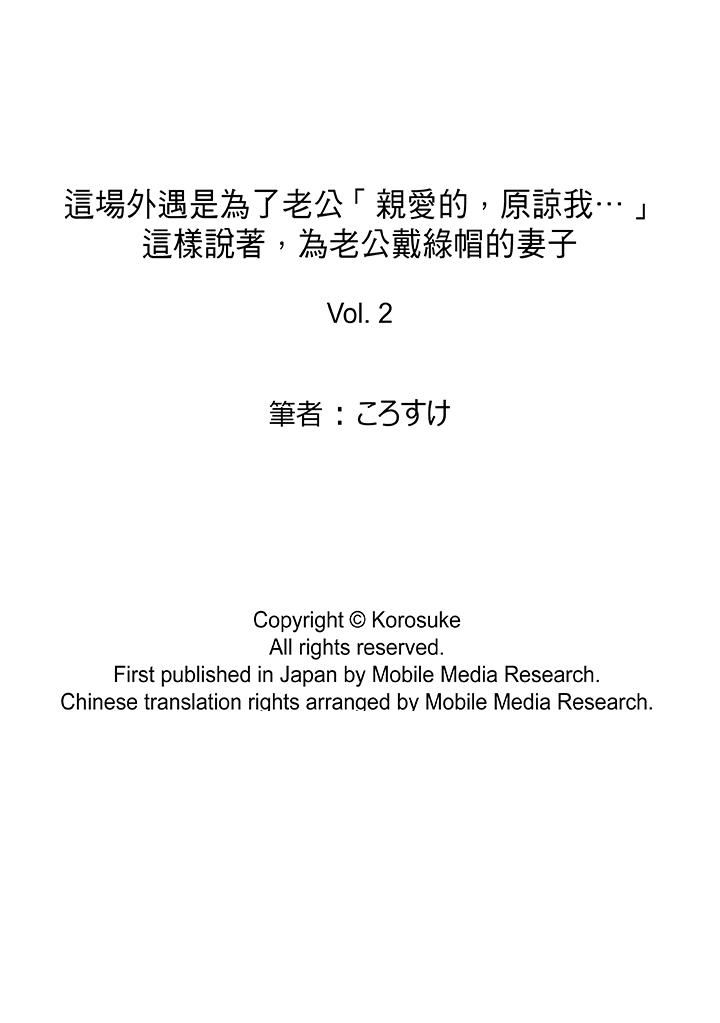 這場外遇是為了老公「親愛的，原諒我⋯」
這樣說著，為老公戴綠帽的妻子
Vol. 2
筆者：ころすけ
Copyright © Korosuke
All rights reserved.
First published in Japan by Mobile Media Research.
Chinese translation rights arranged by Mobile Media Research.